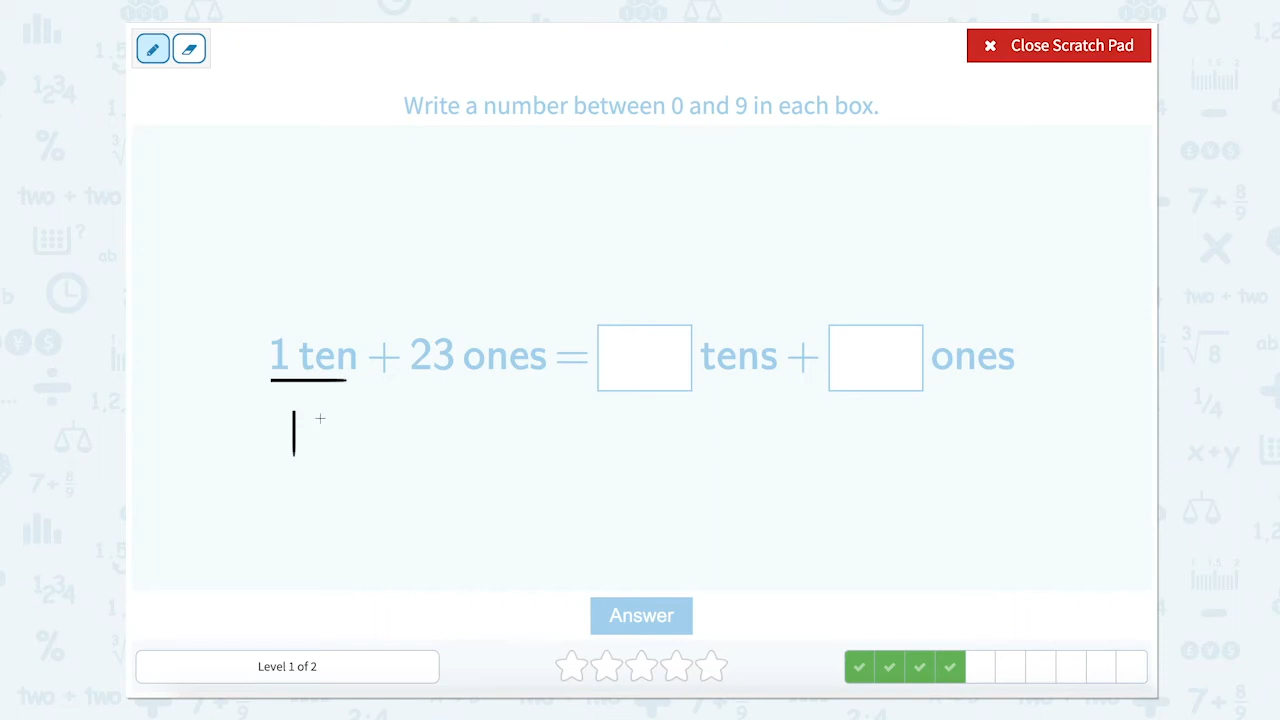 Close Scratch Pad
Write a number between 0 and 9 in each box.
1 ten + 23 ones = tens + ones
1
Answer
Level 1 of 2